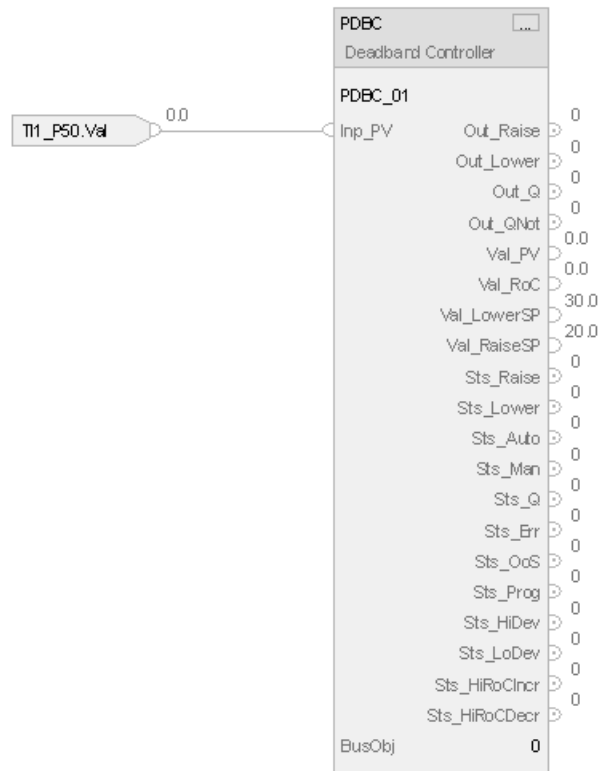 PDBC ...
Deadband Controller
PDBC_01
0.0
TI1_P50.Val
Inp_PV Out_Raise 0
Out_Lower 0
Out_Q 0
Out_QNot 0
Val_PV 0.0
Val_RoC 0.0
Val_LowerSP 30.0
Val_RaiseSP 20.0
Sts_Raise 0
Sts_Lower 0
Sts_Auto 0
Sts_Man 0
Sts_Q 0
Sts_Err 0
Sts_OoS 0
Sts_Prog 0
Sts_HiDev 0
Sts_LoDev 0
Sts_HiRoCIncr 0
Sts_HiRoCDecr 0
BusObj 0